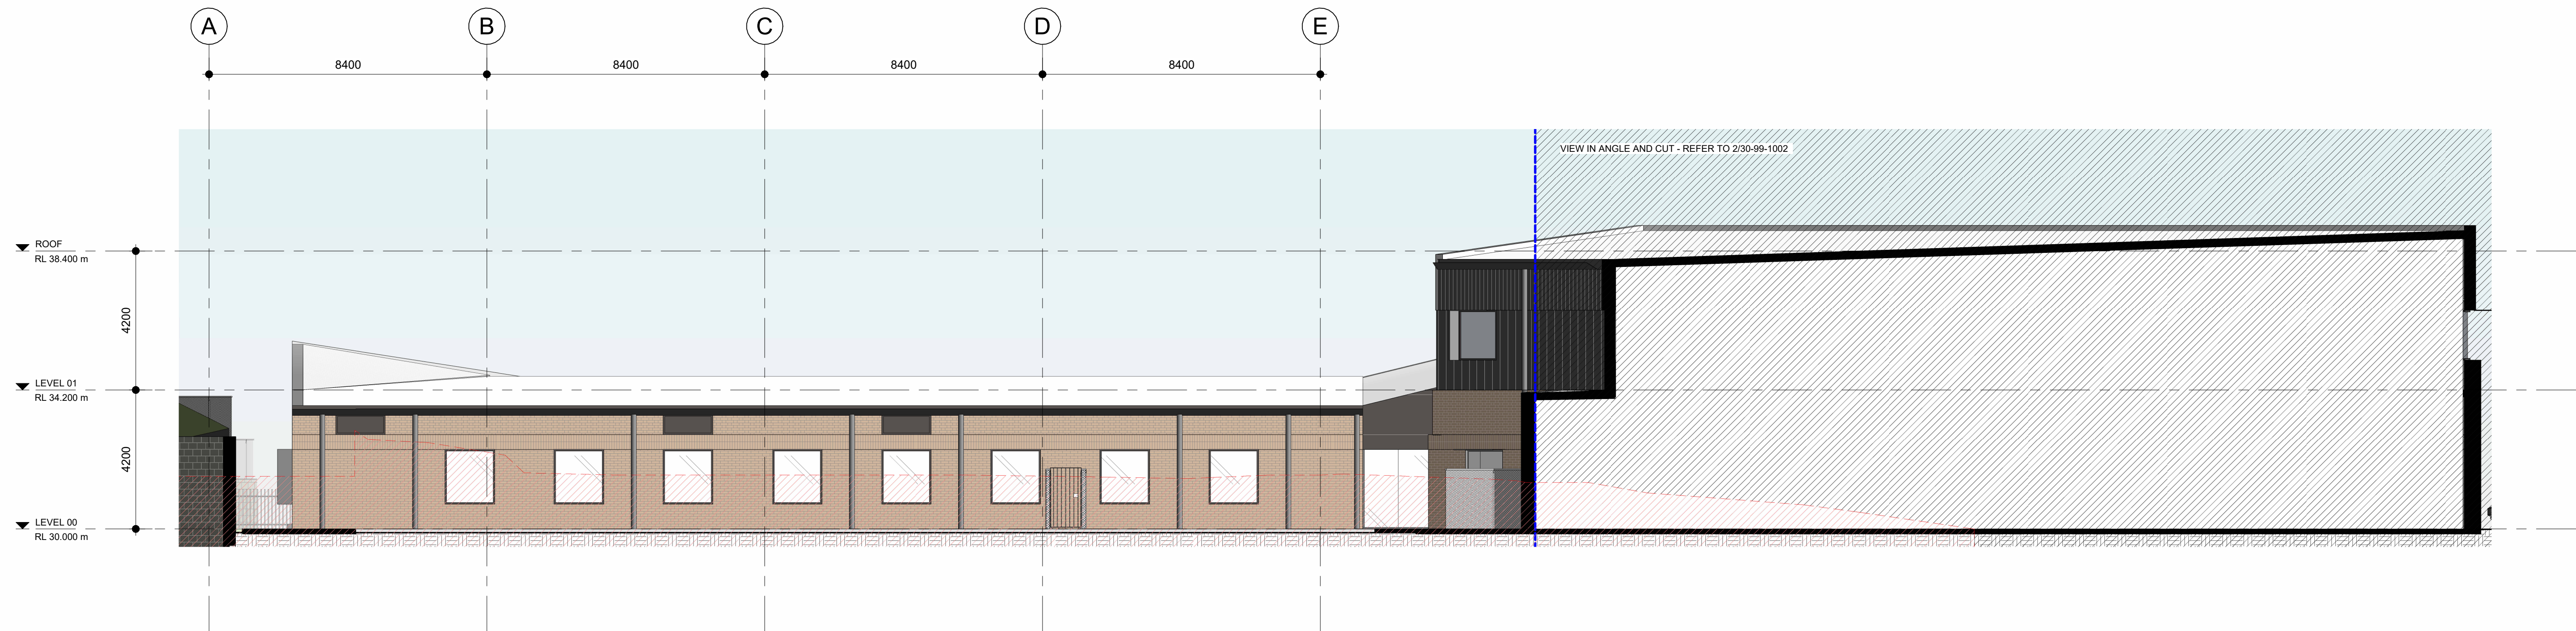 A B C D E
8400 8400 8400 8400
VIEW IN ANGLE AND CUT - REFER TO 2/30-99-1002
ROOF
RL 38.400 m
4200
LEVEL 01
RL 34.200 m
4200
LEVEL 00
RL 30.000 m